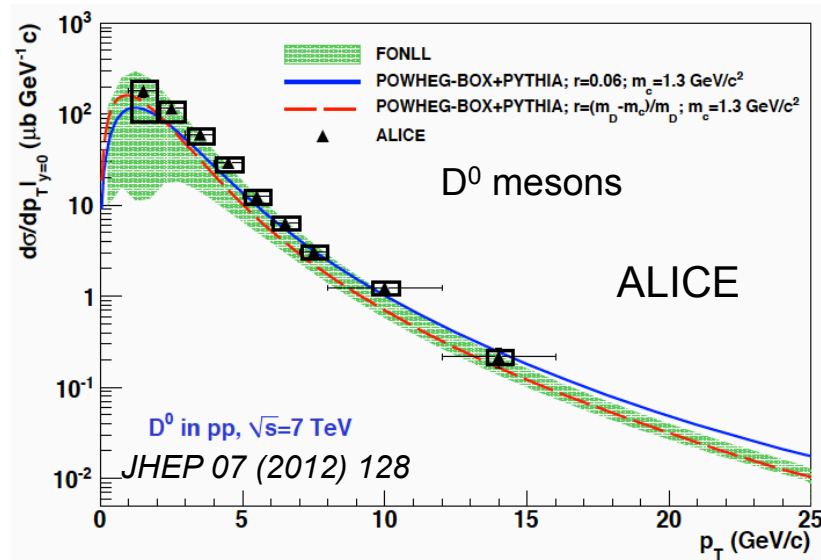 dσ/dp_T|_{y=0} (μb GeV⁻¹ c)
10³
10²
10
1
10⁻¹
10⁻²
FONLL
POWHEG-BOX+PYTHIA; r=0.06; m_c=1.3 GeV/c²
POWHEG-BOX+PYTHIA; r=(m_D-m_c)/m_D; m_c=1.3 GeV/c²
ALICE
D⁰ mesons
ALICE
D⁰ in pp, √s=7 TeV
JHEP 07 (2012) 128
0 5 10 15 20 25
p_T (GeV/c)